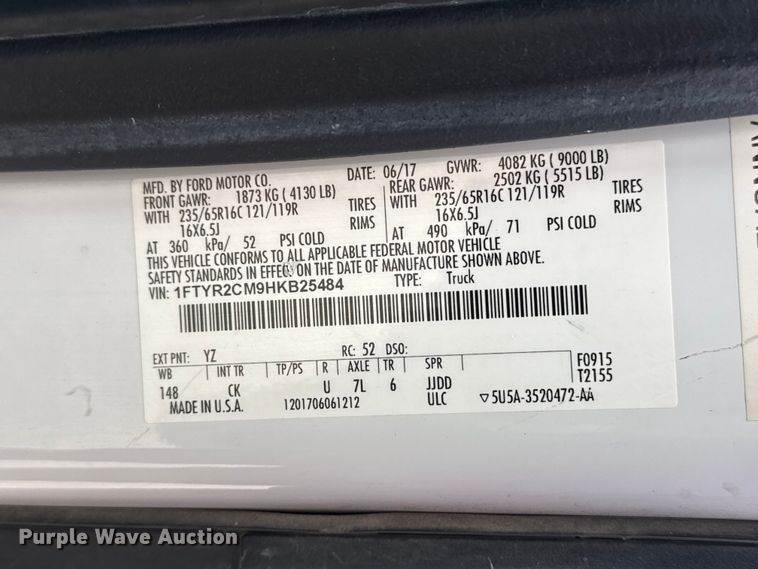 MFD. BY FORD MOTOR CO. DATE: 06/17 GVWR: 4082 KG ( 9000 LB)
FRONT GAWR: 1873 KG ( 4130 LB) REAR GAWR: 2502 KG ( 5515 LB)
WITH 235/65R16C 121/119R TIRES WITH 235/65R16C 121/119R TIRES
16X6.5J RIMS 16X6.5J RIMS
AT 360 kPa/ 52 PSI COLD AT 490 kPa/ 71 PSI COLD
THIS VEHICLE CONFORMS TO ALL APPLICABLE FEDERAL MOTOR VEHICLE
SAFETY STANDARDS IN EFFECT ON THE DATE OF MANUFACTURE SHOWN ABOVE.
VIN: 1FTYR2CM9HKB25484 TYPE: Truck
EXT PNT: YZ RC: 52 DSO:
WB INT TR TP/PS R AXLE TR SPR F0915
148 CK U 7L 6 JJDD T2155
MADE IN U.S.A. 1201706061212 ULC ▽5U5A-3520472-AA
Purple Wave Auction